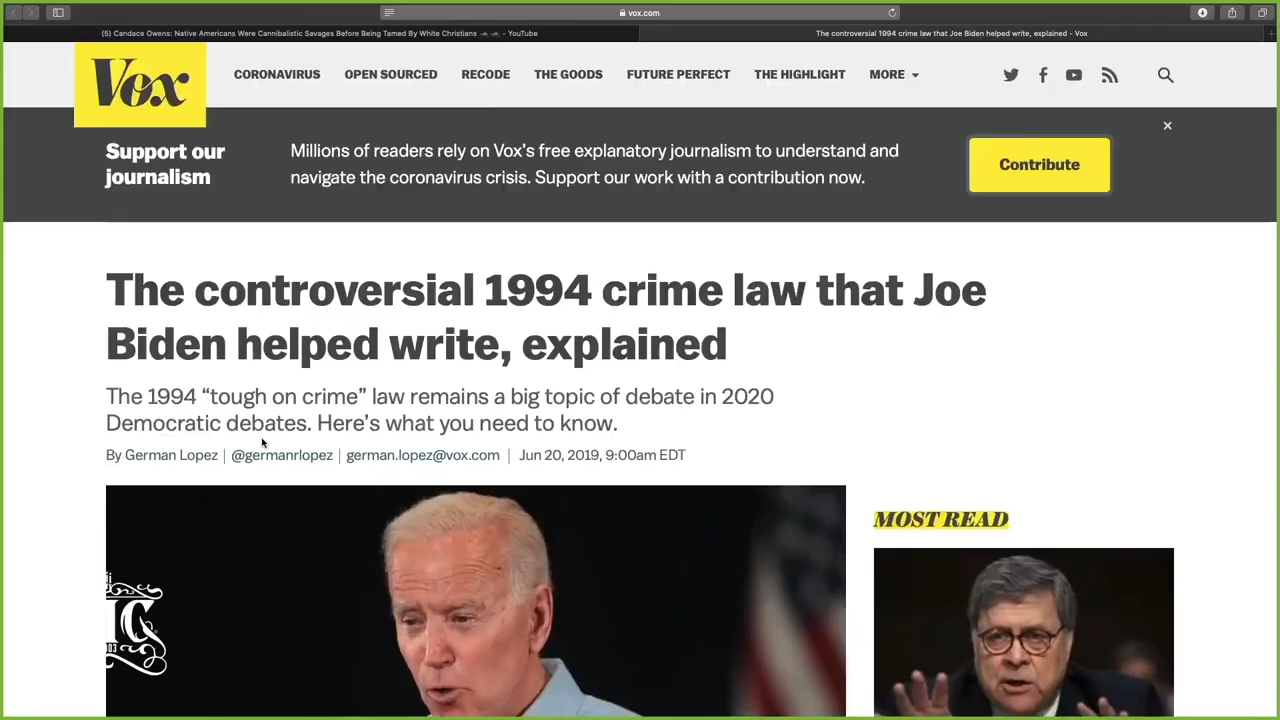 vox.com
(5) Candace Owens: Native Americans Were Cannibalistic Savages Before Being Tamed By White Christians - YouTube
The controversial 1994 crime law that Joe Biden helped write, explained - Vox
Vox
CORONAVIRUS
OPEN SOURCED
RECODE
THE GOODS
FUTURE PERFECT
THE HIGHLIGHT
MORE
Support our
journalism
Millions of readers rely on Vox's free explanatory journalism to understand and
navigate the coronavirus crisis. Support our work with a contribution now.
Contribute
The controversial 1994 crime law that Joe
Biden helped write, explained
The 1994 “tough on crime” law remains a big topic of debate in 2020
Democratic debates. Here's what you need to know.
By German Lopez | @germanrlopez | german.lopez@vox.com | Jun 20, 2019, 9:00am EDT
MOST READ